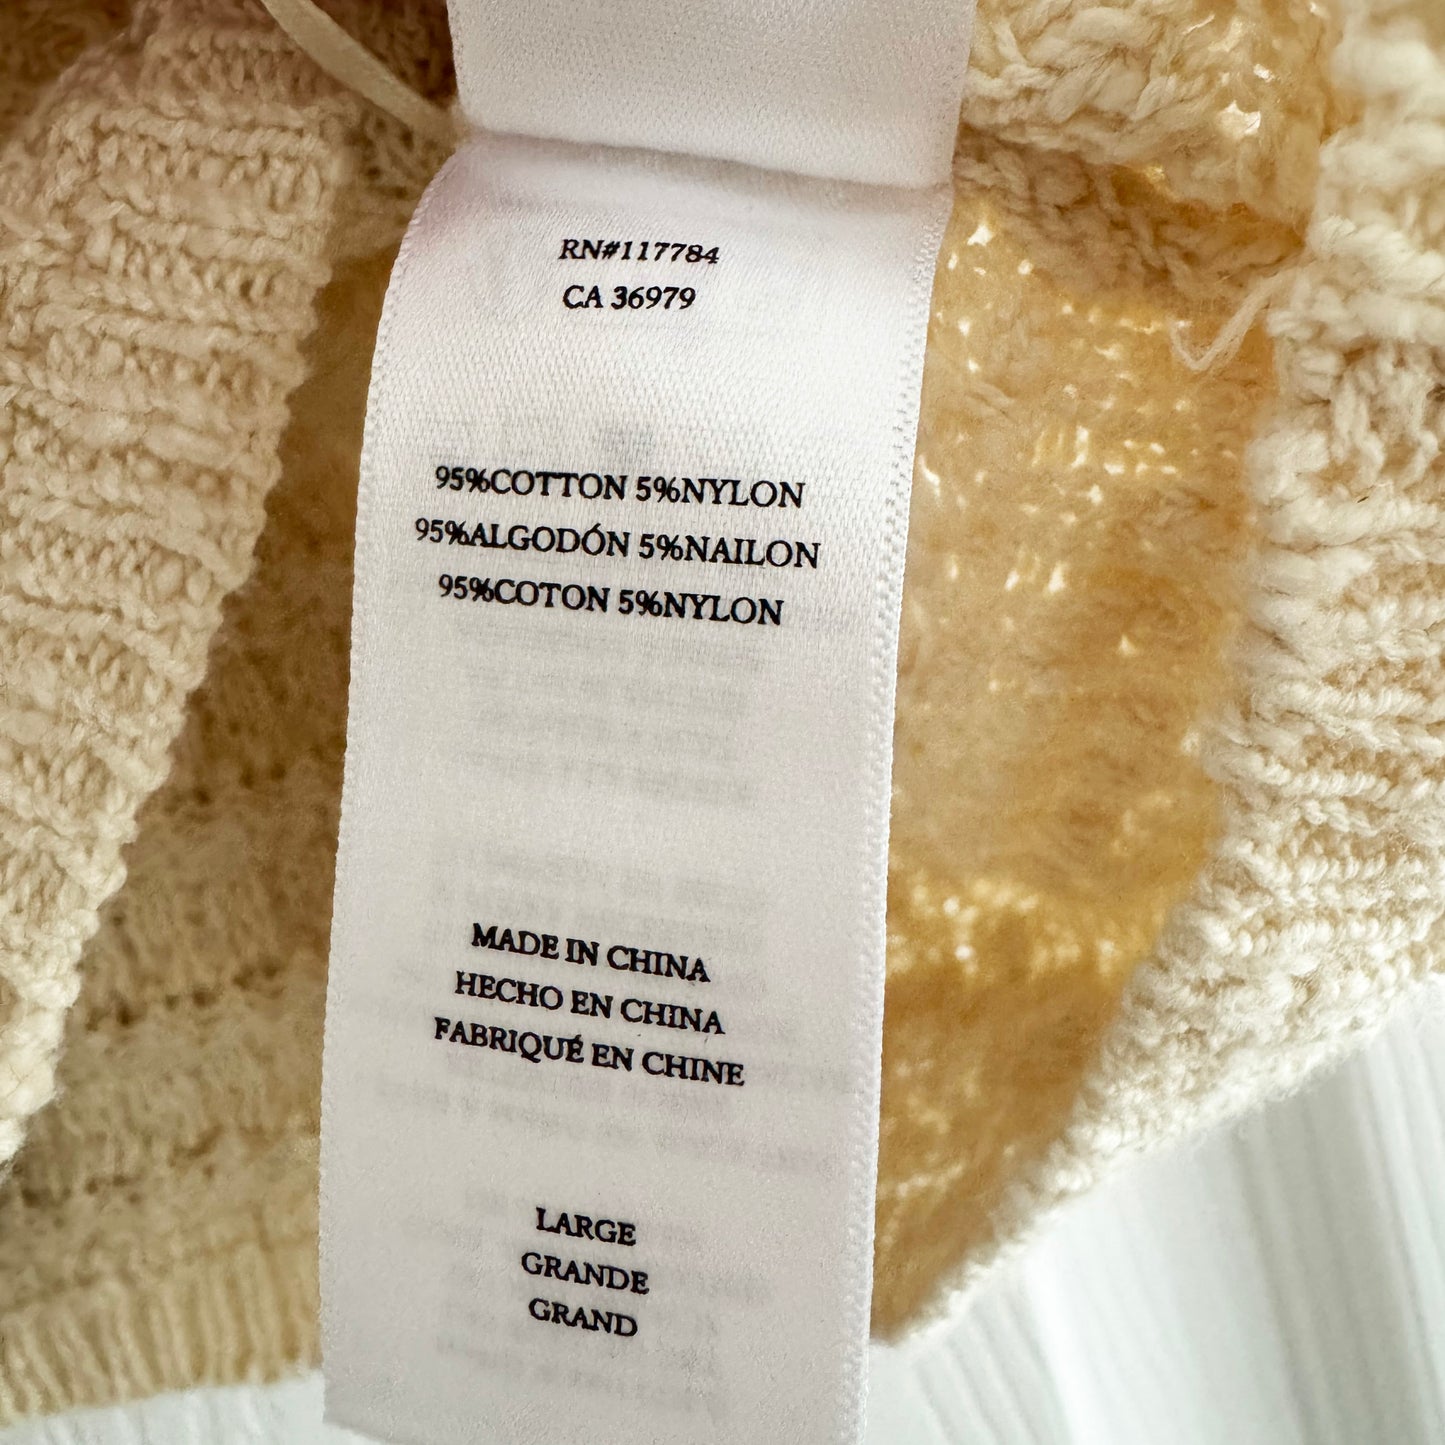 RN#117784
CA 36979
95%COTTON 5%NYLON
95%ALGODÓN 5%NAILON
95%COTON 5%NYLON
MADE IN CHINA
HECHO EN CHINA
FABRIQUÉ EN CHINE
LARGE
GRANDE
GRAND